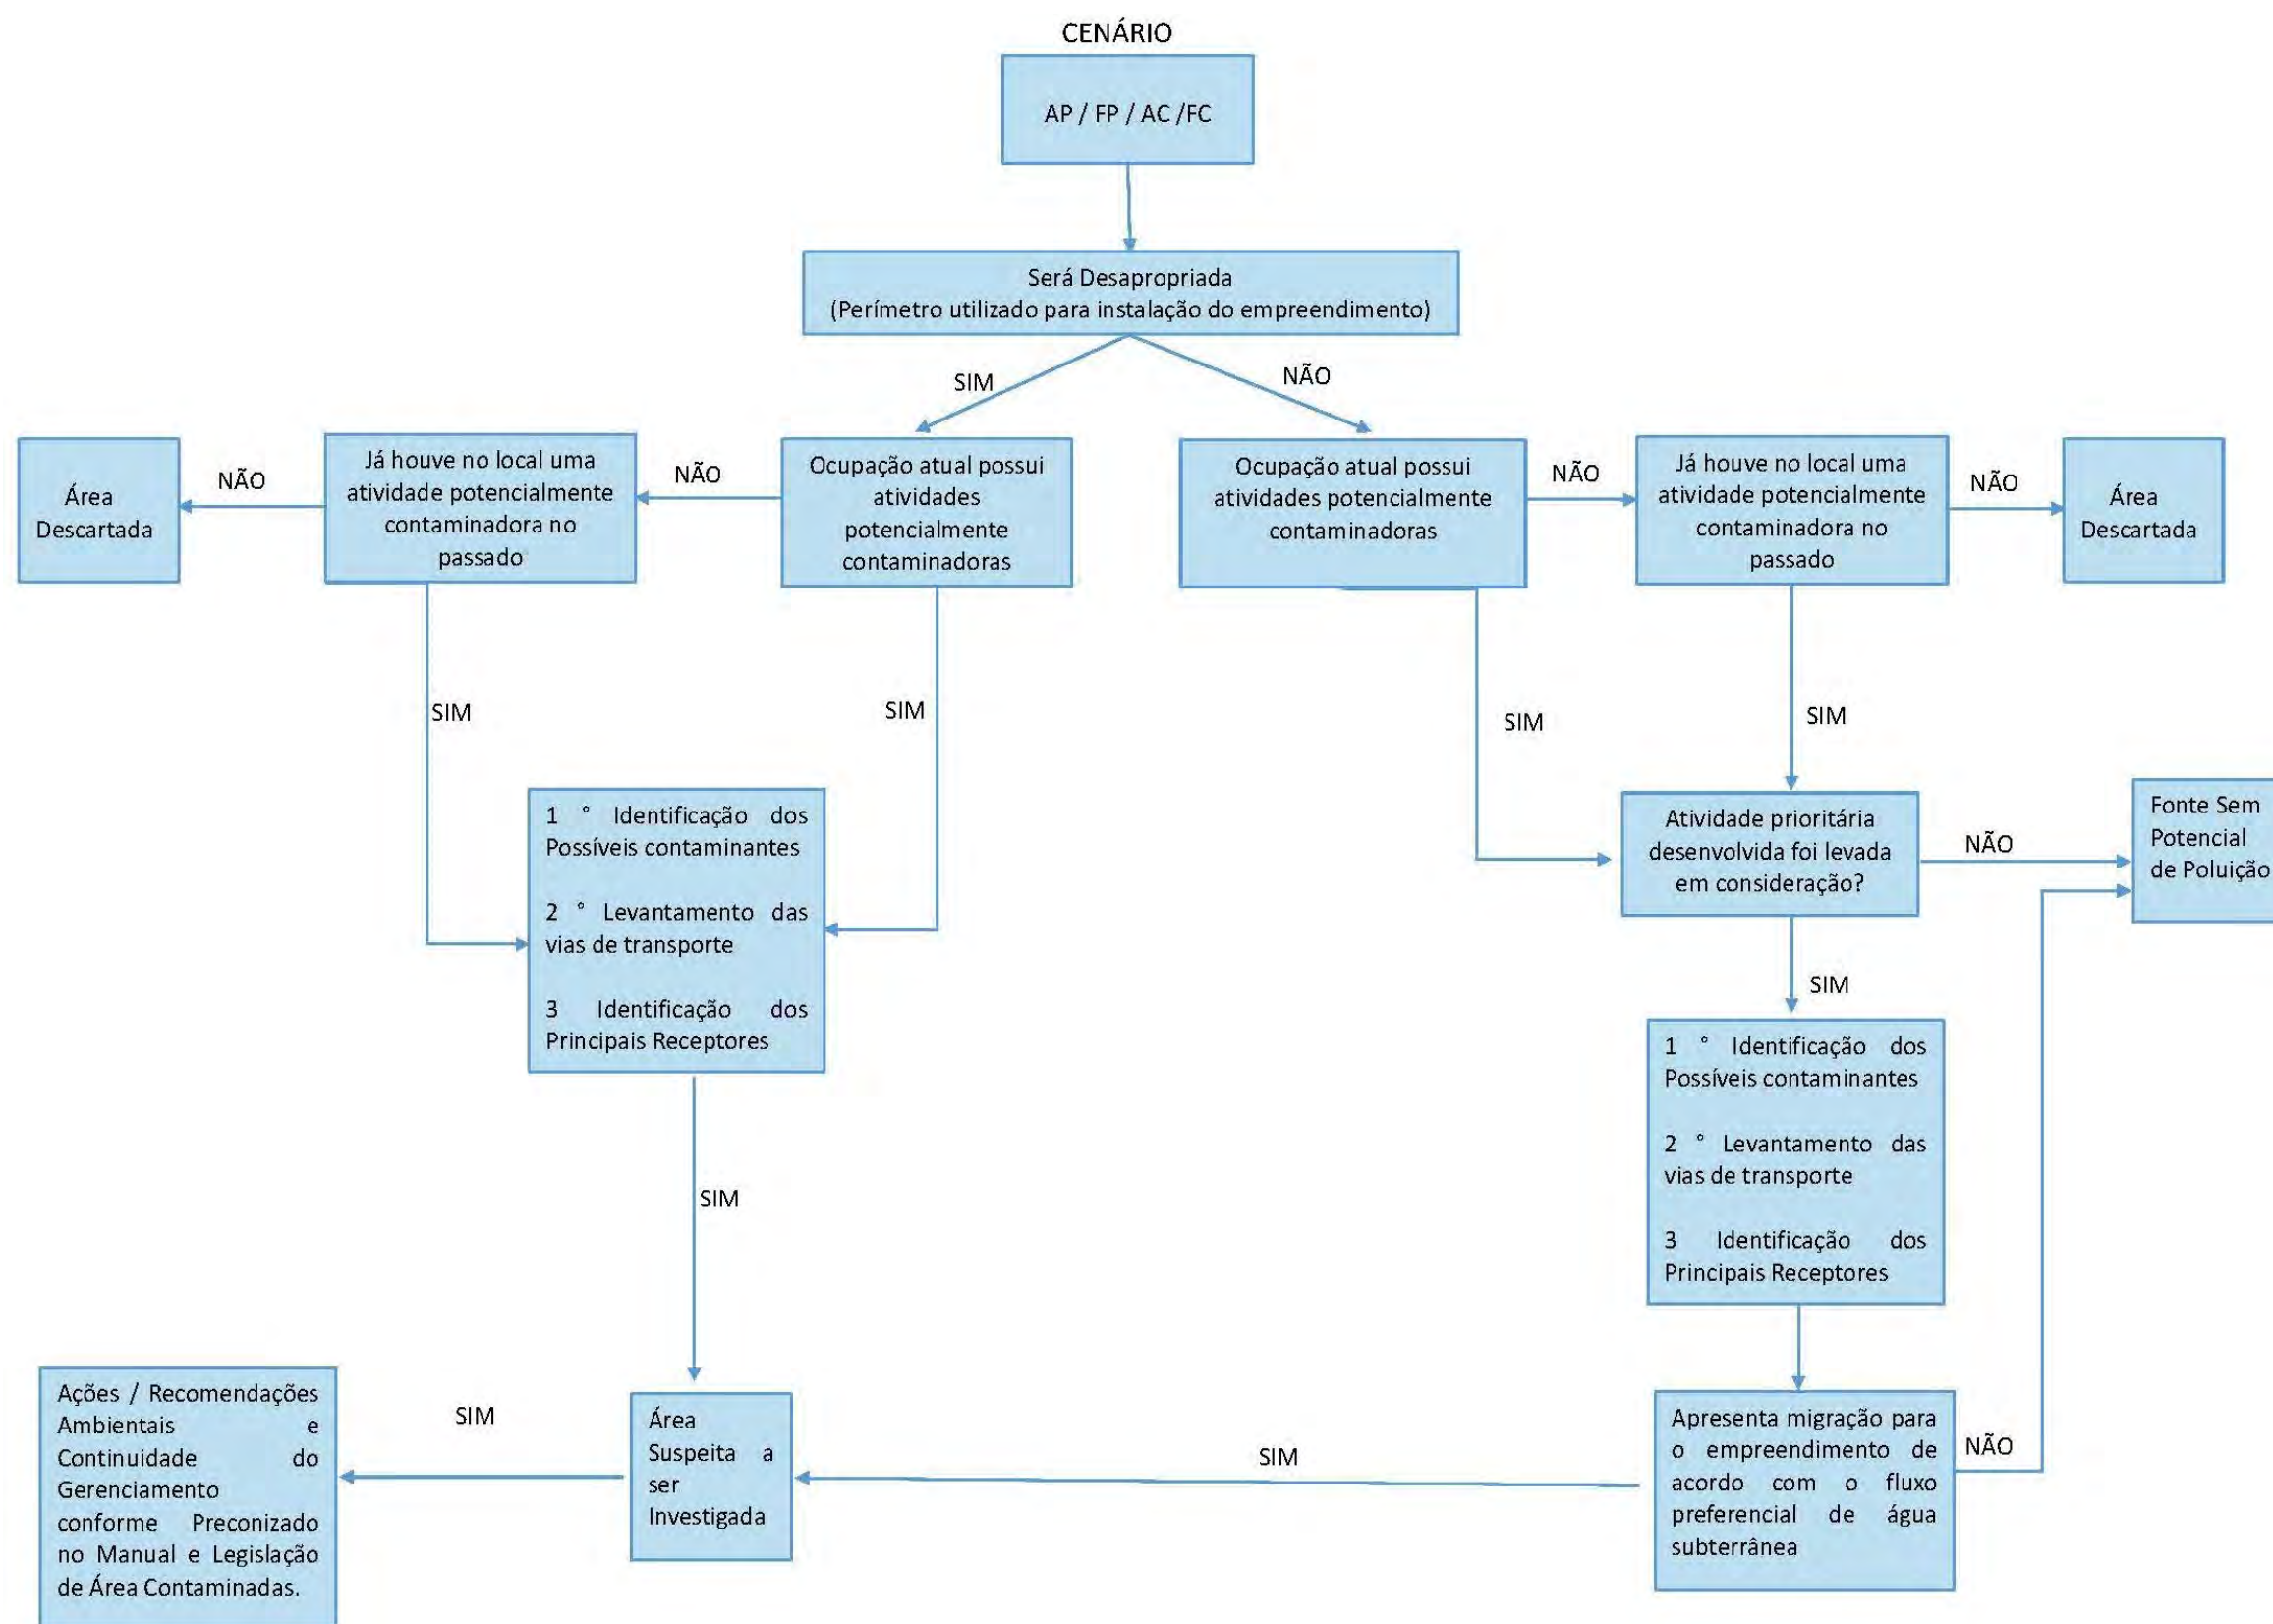 CENÁRIO
AP / FP / AC /FC
Será Desapropriada
(Perímetro utilizado para instalação do empreendimento)
SIM
NÃO
Área
Descartada
NÃO
Já houve no local uma
atividade potencialmente
contaminadora no
passado
NÃO
Ocupação atual possui
atividades
potencialmente
contaminadoras
Ocupação atual possui
atividades potencialmente
contaminadoras
NÃO
Já houve no local uma
atividade potencialmente
contaminadora no
passado
NÃO
Área
Descartada
SIM
SIM
SIM
SIM
1 ° Identificação dos
Possíveis contaminantes
2 ° Levantamento das
vias de transporte
3 Identificação dos
Principais Receptores
Atividade prioritária
desenvolvida foi levada
em consideração?
NÃO
Fonte Sem
Potencial
de Poluição
SIM
1 ° Identificação dos
Possíveis contaminantes
2 ° Levantamento das
vias de transporte
3 Identificação dos
Principais Receptores
SIM
Ações / Recomendações
Ambientais e
Continuidade do
Gerenciamento
conforme Preconizado
no Manual e Legislação
de Área Contaminadas.
SIM
Área
Suspeita a
ser
Investigada
SIM
Apresenta migração para
o empreendimento de
acordo com o fluxo
preferencial de água
subterrânea
NÃO